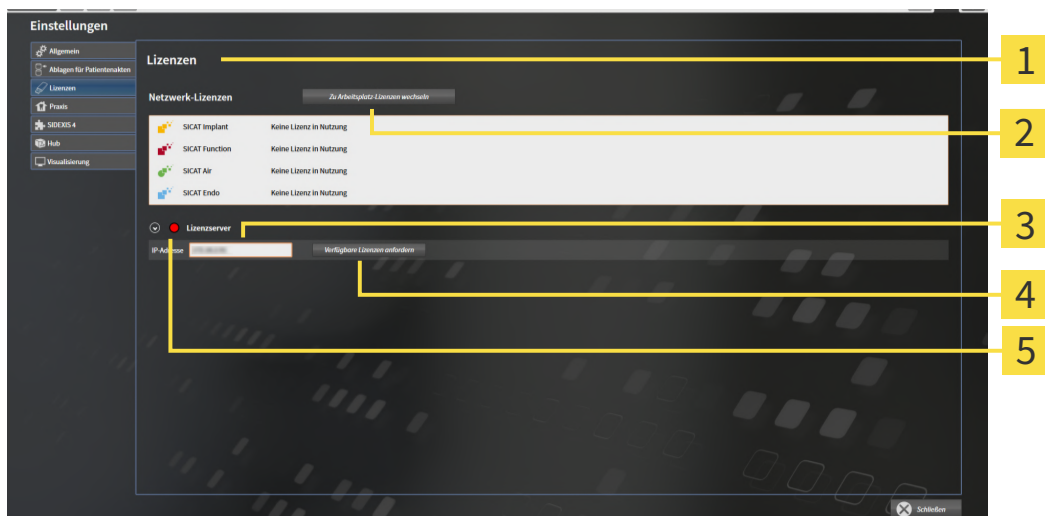 Einstellungen
Allgemein
Ablagen für Patientenakten
Lizenzen
Praxis
SIDEXIS 4
Hub
Visualisierung
Lizenzen
1
Netzwerk-Lizenzen
Zu Arbeitsplatz-Lizenzen wechseln
2
SICAT Implant Keine Lizenz in Nutzung
SICAT Function Keine Lizenz in Nutzung
SICAT Air Keine Lizenz in Nutzung
SICAT Endo Keine Lizenz in Nutzung
Lizenzserver
3
IP-Adresse
Verfügbare Lizenzen anfordern
4
5
Schließen